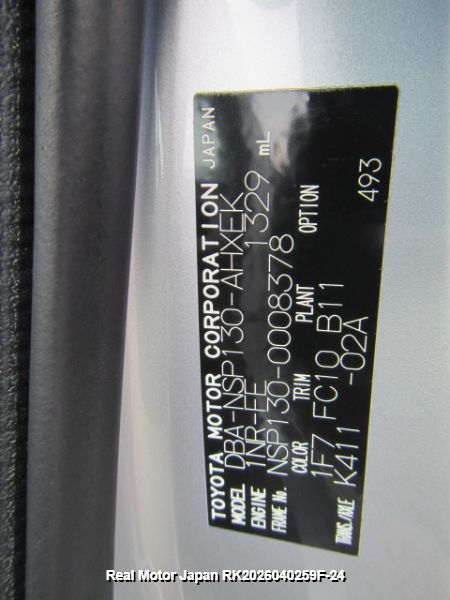 TOYOTA MOTOR CORPORATION JAPAN
MODEL DBA-NSP130-AHXEK
ENGINE 1NR-FE 1329 mL
FRAME No. NSP130-0008378
COLOR TRIM PLANT OPTION
1F7 FC10 B11 493
TRANS./AXLE K411 -02A
Real Motor Japan RK2026040259F-24